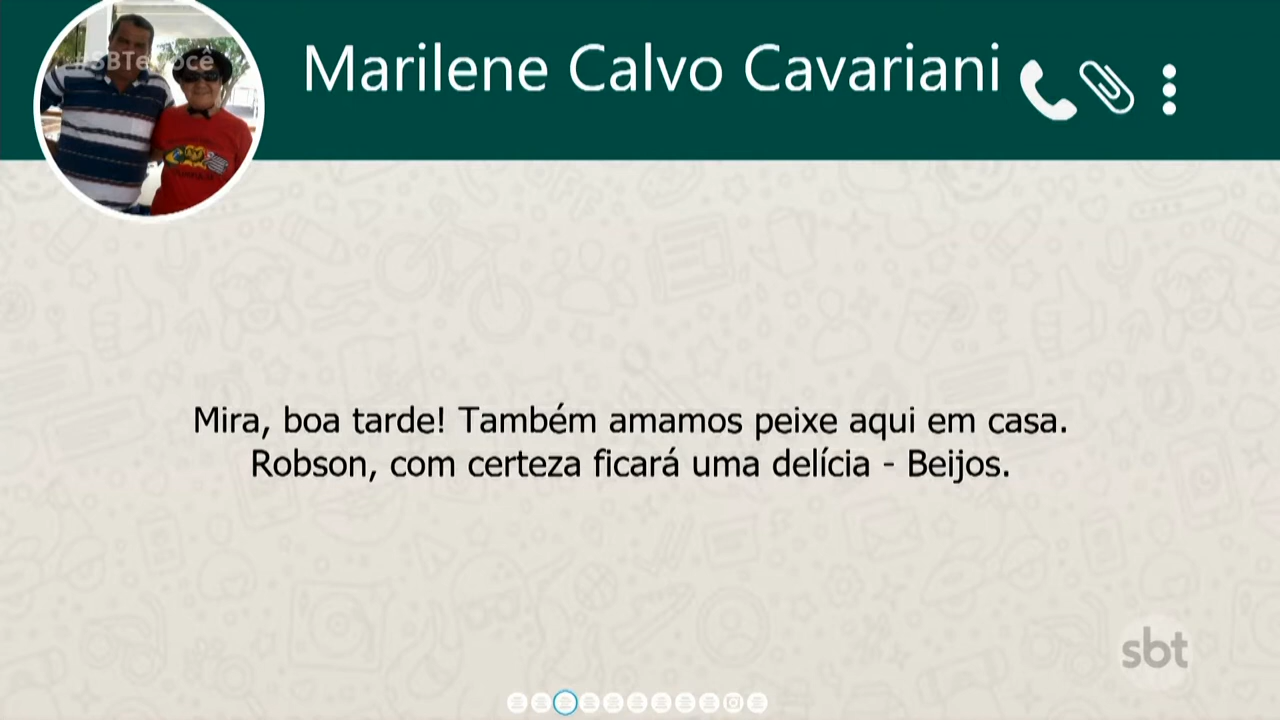 #SBTeVocê
Marilene Calvo Cavariani
Mira, boa tarde! Também amamos peixe aqui em casa.
Robson, com certeza ficará uma delícia - Beijos.
sbt